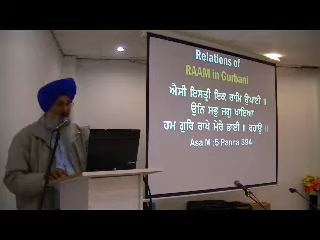 Relations of
RAAM in Gurbani
ਐਸੀ ਇਸਤ੍ਰੀ ਇਕ ਰਾਮਿ ਉਪਾਈ ॥
ਉਨਿ ਸਭੁ ਜਗੁ ਖਾਇਆ
ਹਮ ਗੁਰਿ ਰਾਖੇ ਮੇਰੇ ਭਾਈ ॥ ਰਹਾਉ ॥
Asa M :5 Panna 394